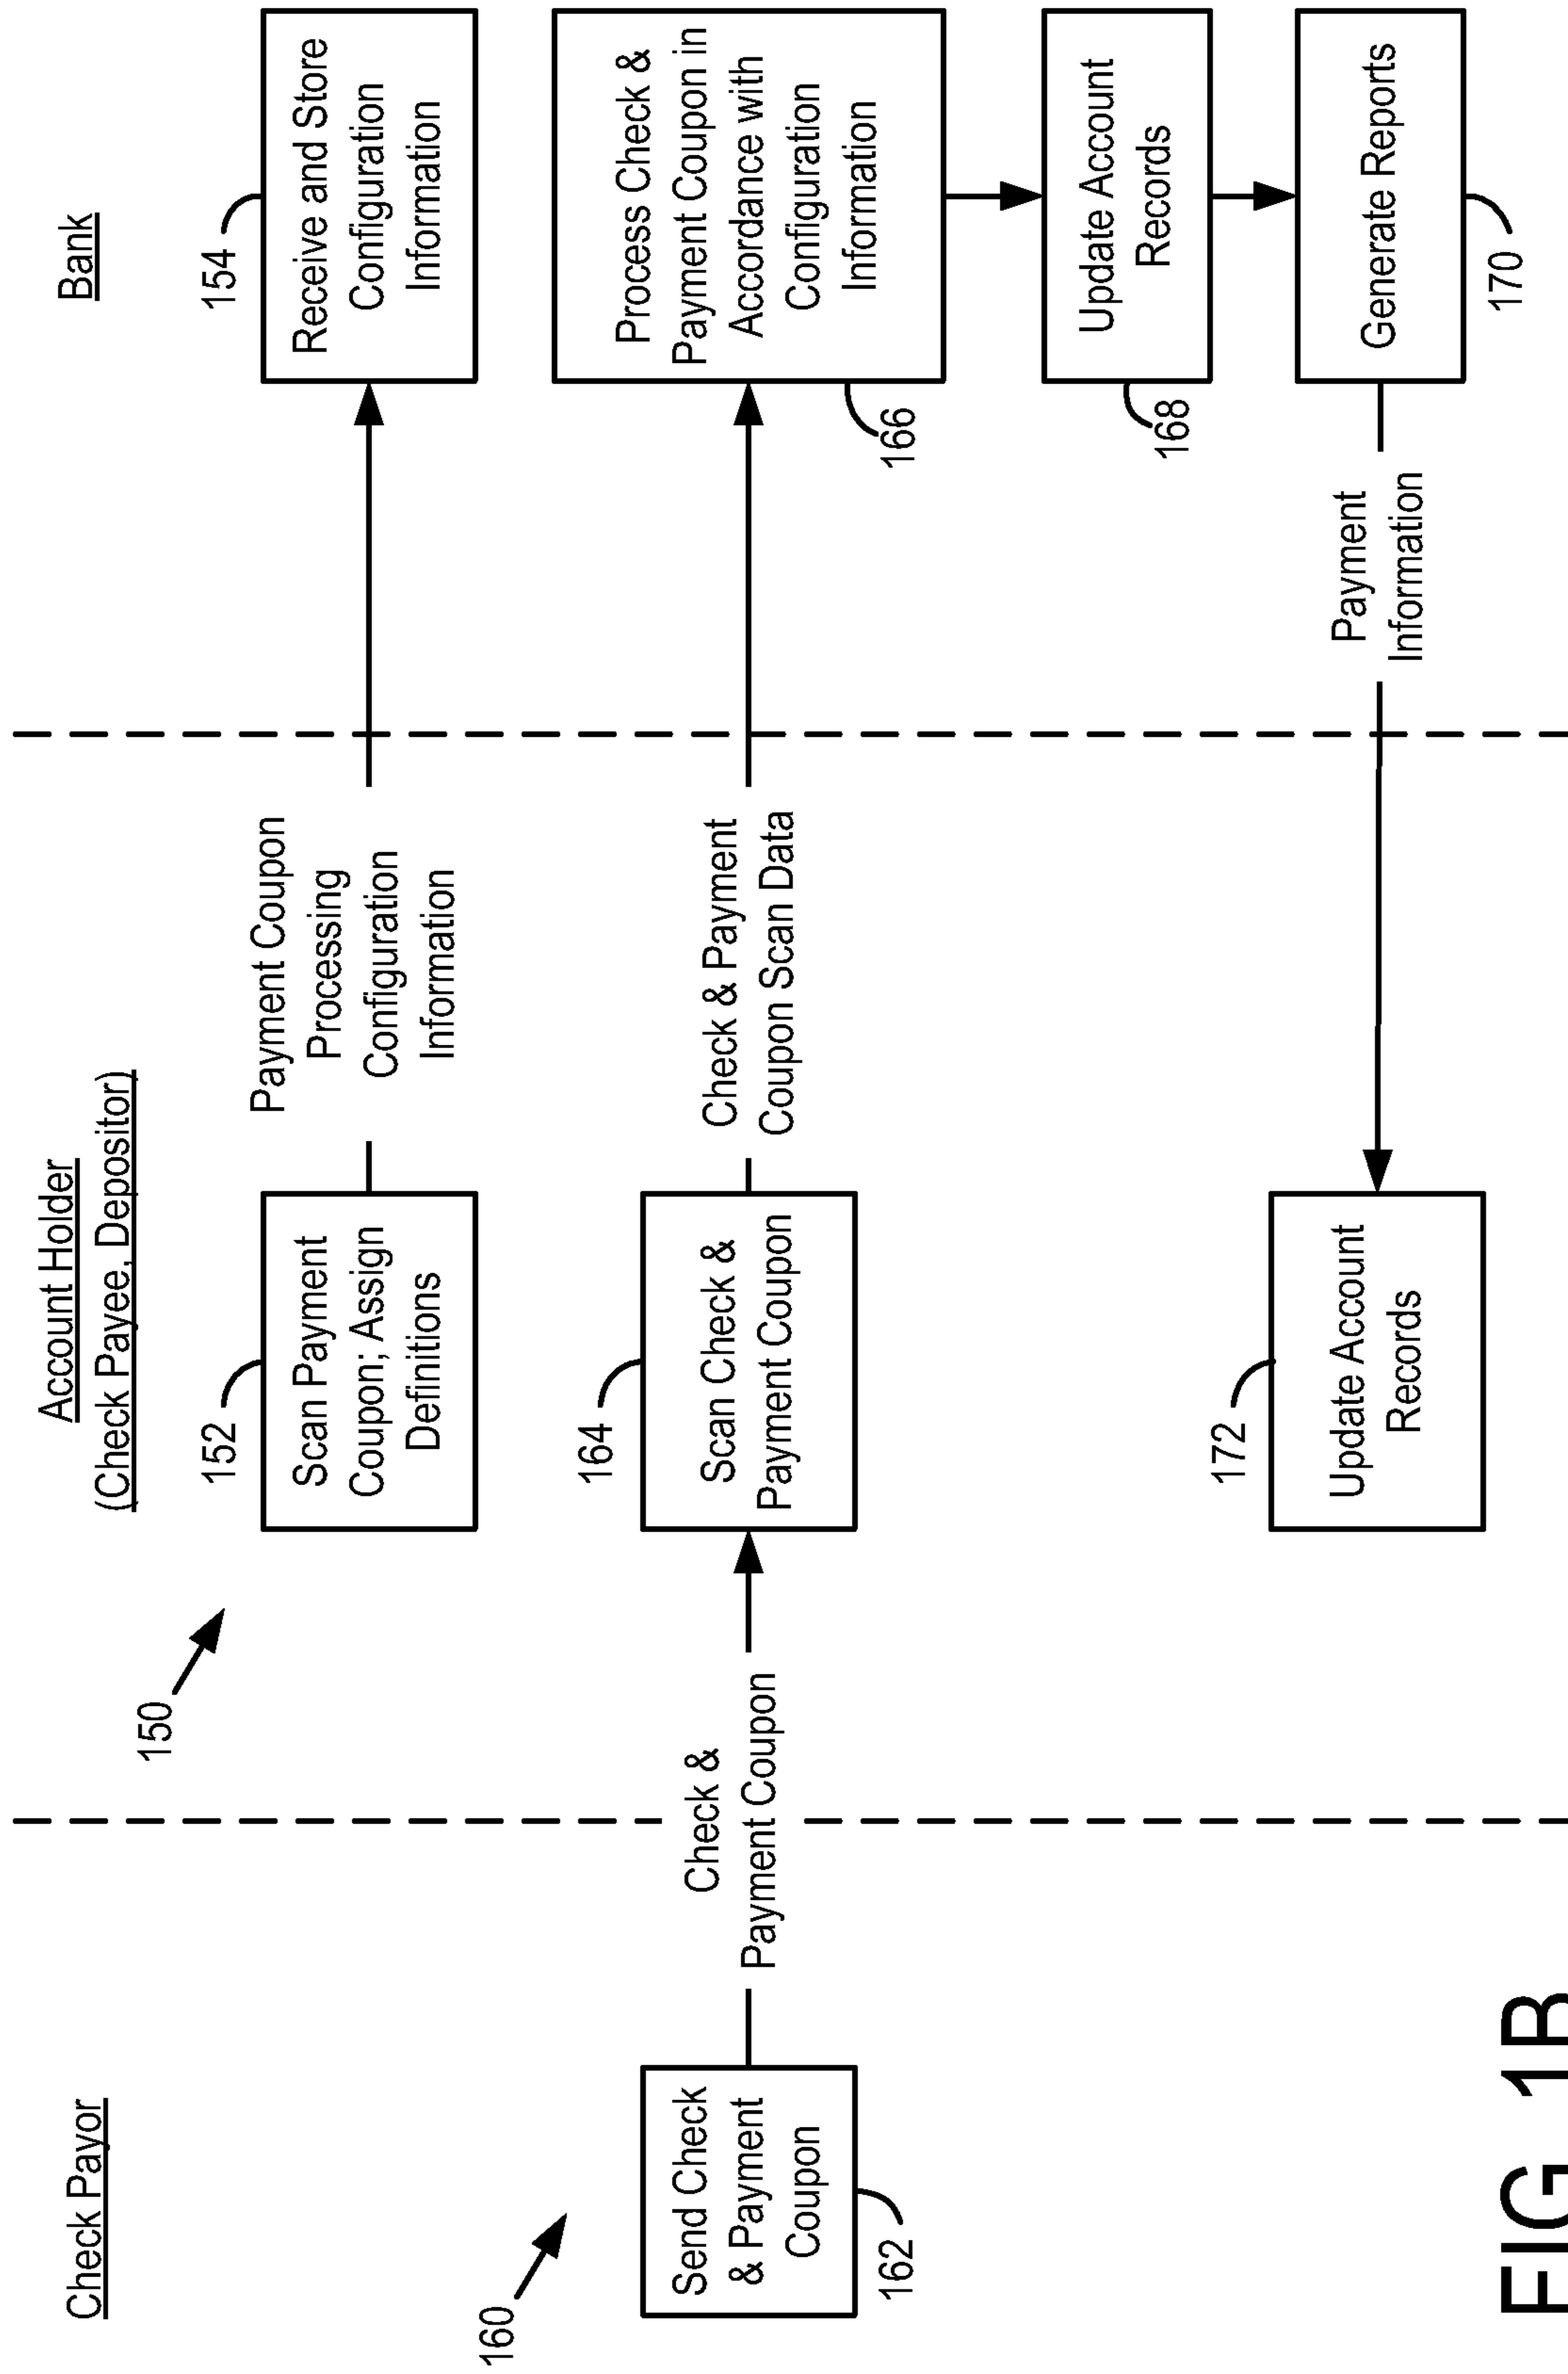 Check Payor
Account Holder
(Check Payee, Depositor)
Bank
150
152
Scan Payment
Coupon; Assign
Definitions
Payment Coupon
Processing
Configuration
Information
154
Receive and Store
Configuration
Information
160
Send Check
& Payment
Coupon
162
Check &
Payment Coupon
164
Scan Check &
Payment Coupon
Check & Payment
Coupon Scan Data
Process Check &
Payment Coupon in
Accordance with
Configuration
Information
166
Update Account
Records
168
Generate Reports
170
Payment
Information
172
Update Account
Records
FIG 1B